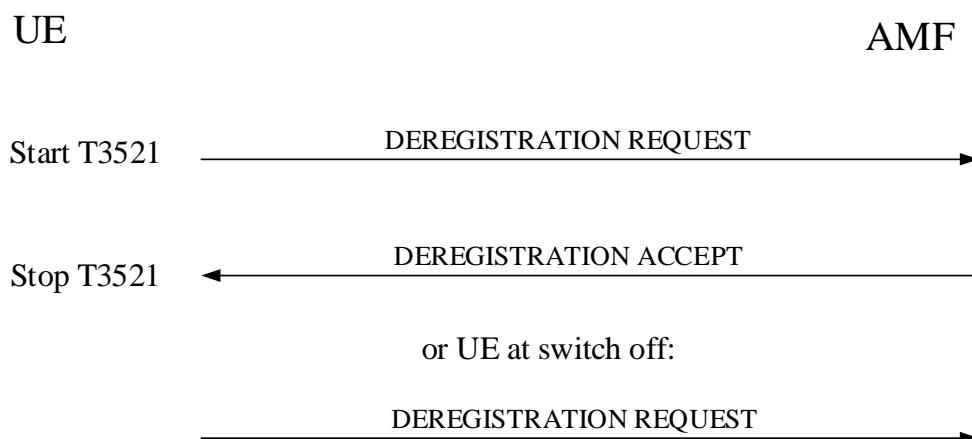 UE
AMF
Start T3521
DEREGISTRATION REQUEST
Stop T3521
DEREGISTRATION ACCEPT
or UE at switch off:
DEREGISTRATION REQUEST